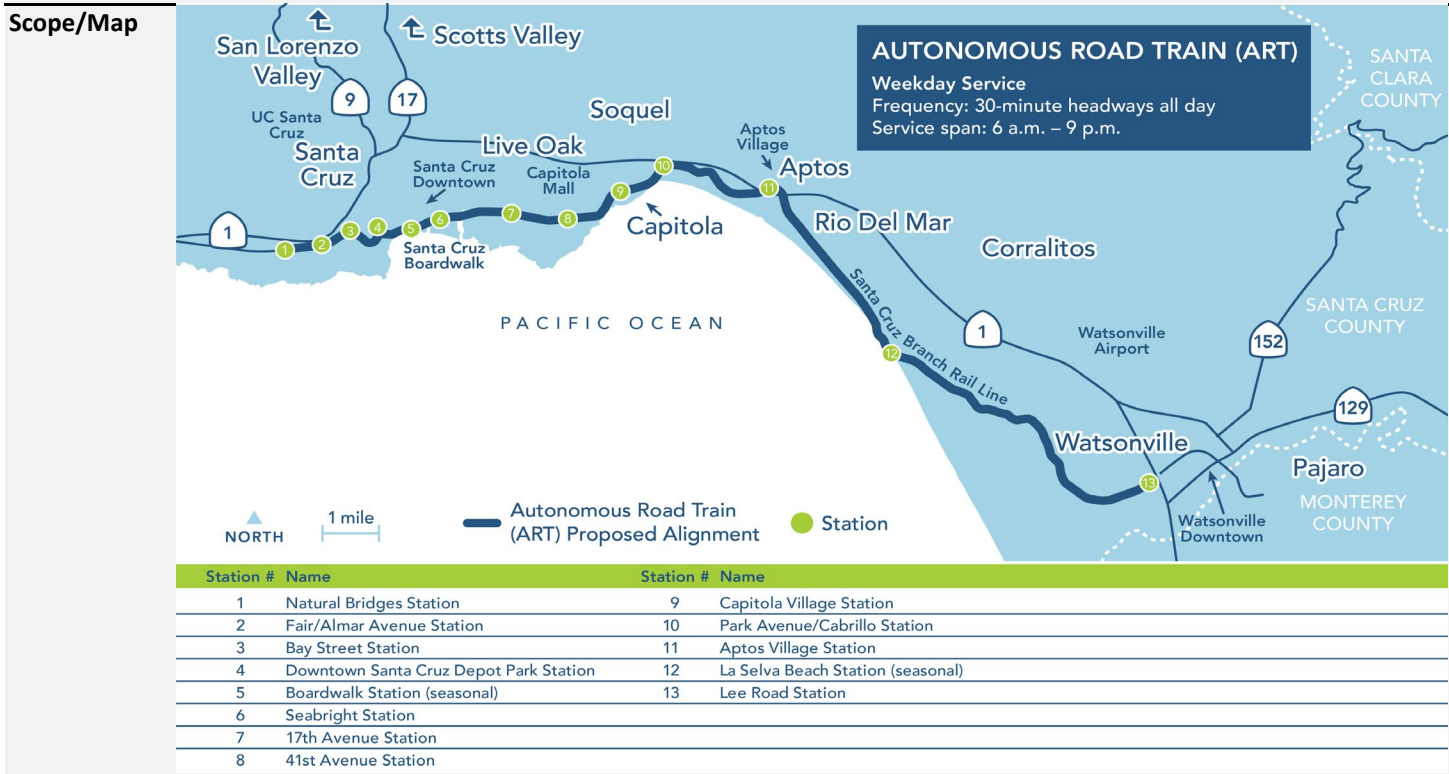 Scope/Map
San Lorenzo
Valley
Scotts Valley
9
17
UC Santa
Cruz
Santa
Cruz
Live Oak
Soquel
Santa Cruz
Downtown
Capitola
Mall
Aptos
Village
Aptos
AUTONOMOUS ROAD TRAIN (ART)
Weekday Service
Frequency: 30-minute headways all day
Service span: 6 a.m. – 9 p.m.
SANTA
CLARA
COUNTY
1
1
2
3
4
5
6
7
8
9
10
11
Santa Cruz
Boardwalk
Capitola
Rio Del Mar
Corralitos
PACIFIC OCEAN
Santa Cruz Branch Rail Line
12
1
Watsonville
Airport
SANTA CRUZ
COUNTY
152
129
Watsonville
13
Pajaro
MONTEREY
COUNTY
Watsonville
Downtown
NORTH
1 mile
Autonomous Road Train
(ART) Proposed Alignment
Station
Station # Name Station # Name
1 Natural Bridges Station 9 Capitola Village Station
2 Fair/Almar Avenue Station 10 Park Avenue/Cabrillo Station
3 Bay Street Station 11 Aptos Village Station
4 Downtown Santa Cruz Depot Park Station 12 La Selva Beach Station (seasonal)
5 Boardwalk Station (seasonal) 13 Lee Road Station
6 Seabright Station
7 17th Avenue Station
8 41st Avenue Station